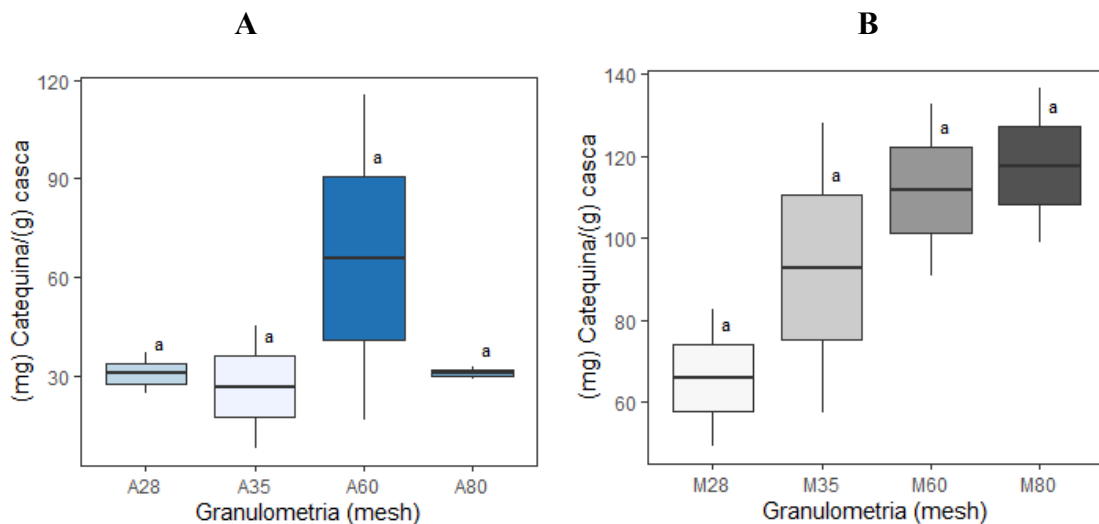 A
(mg) Catequina/(g) casca
120
90
60
30
a
a
a
a
A28 A35 A60 A80
Granulometria (mesh)
B
(mg) Catequina/(g) casca
140
120
100
80
60
a
a
a
a
M28 M35 M60 M80
Granulometria (mesh)